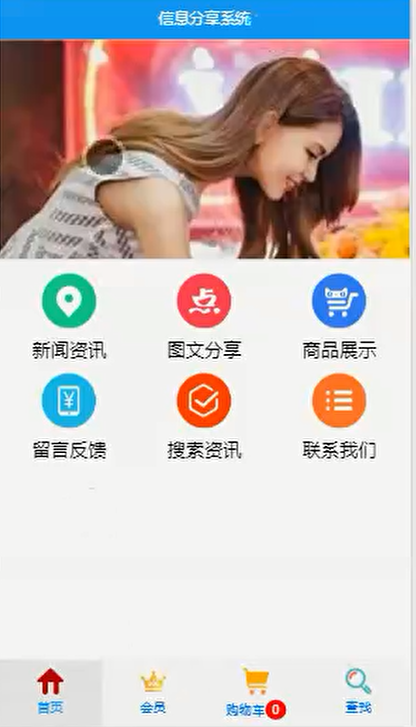 信息分享系统
新闻资讯 图文分享 商品展示
点 ¥
留言反馈 搜索资讯 联系我们
首页 会员 购物车 0 查找